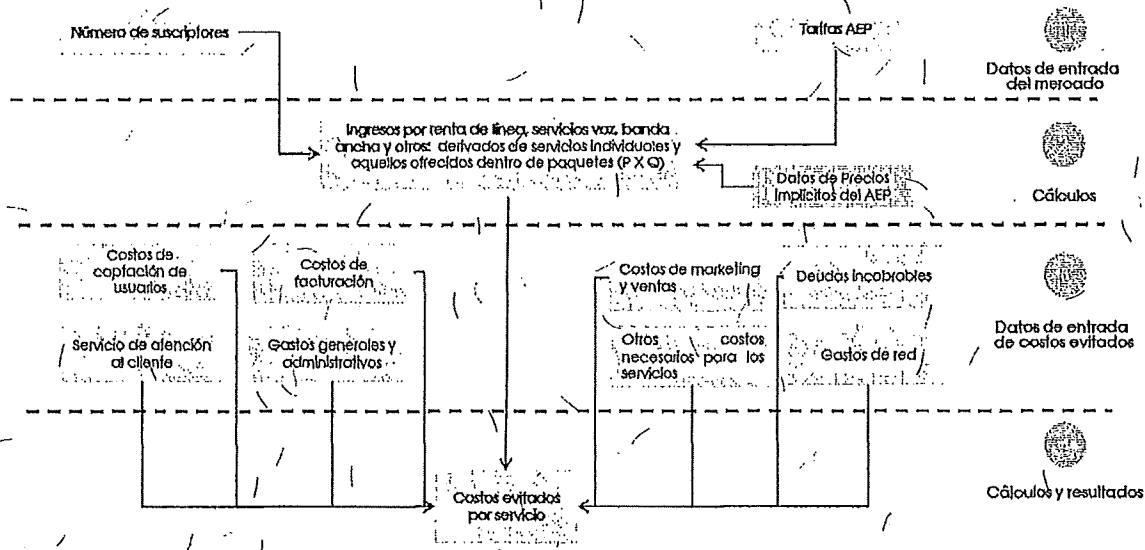 Número de suscriptores
Tarifas AEP
Datos de entrada
del mercado
Ingresos por renta de línea, servicios voz, banda
ancha y otros: derivados de servicios individuales y
aquellos ofrecidos dentro de paquetes (P X Q)
Datos de Precios
Implícitos del AEP
Cálculos
Costos de
captación de
usuarios
Costos de
facturación
Costos de marketing
y ventas
Deudas incobrables
Servicio de atención
al cliente
Gastos generales y
administrativos
Otros costos
necesarios para los
servicios
Gastos de red
Datos de entrada
de costos evitados
Costos evitados
por servicio
Cálculos y resultados